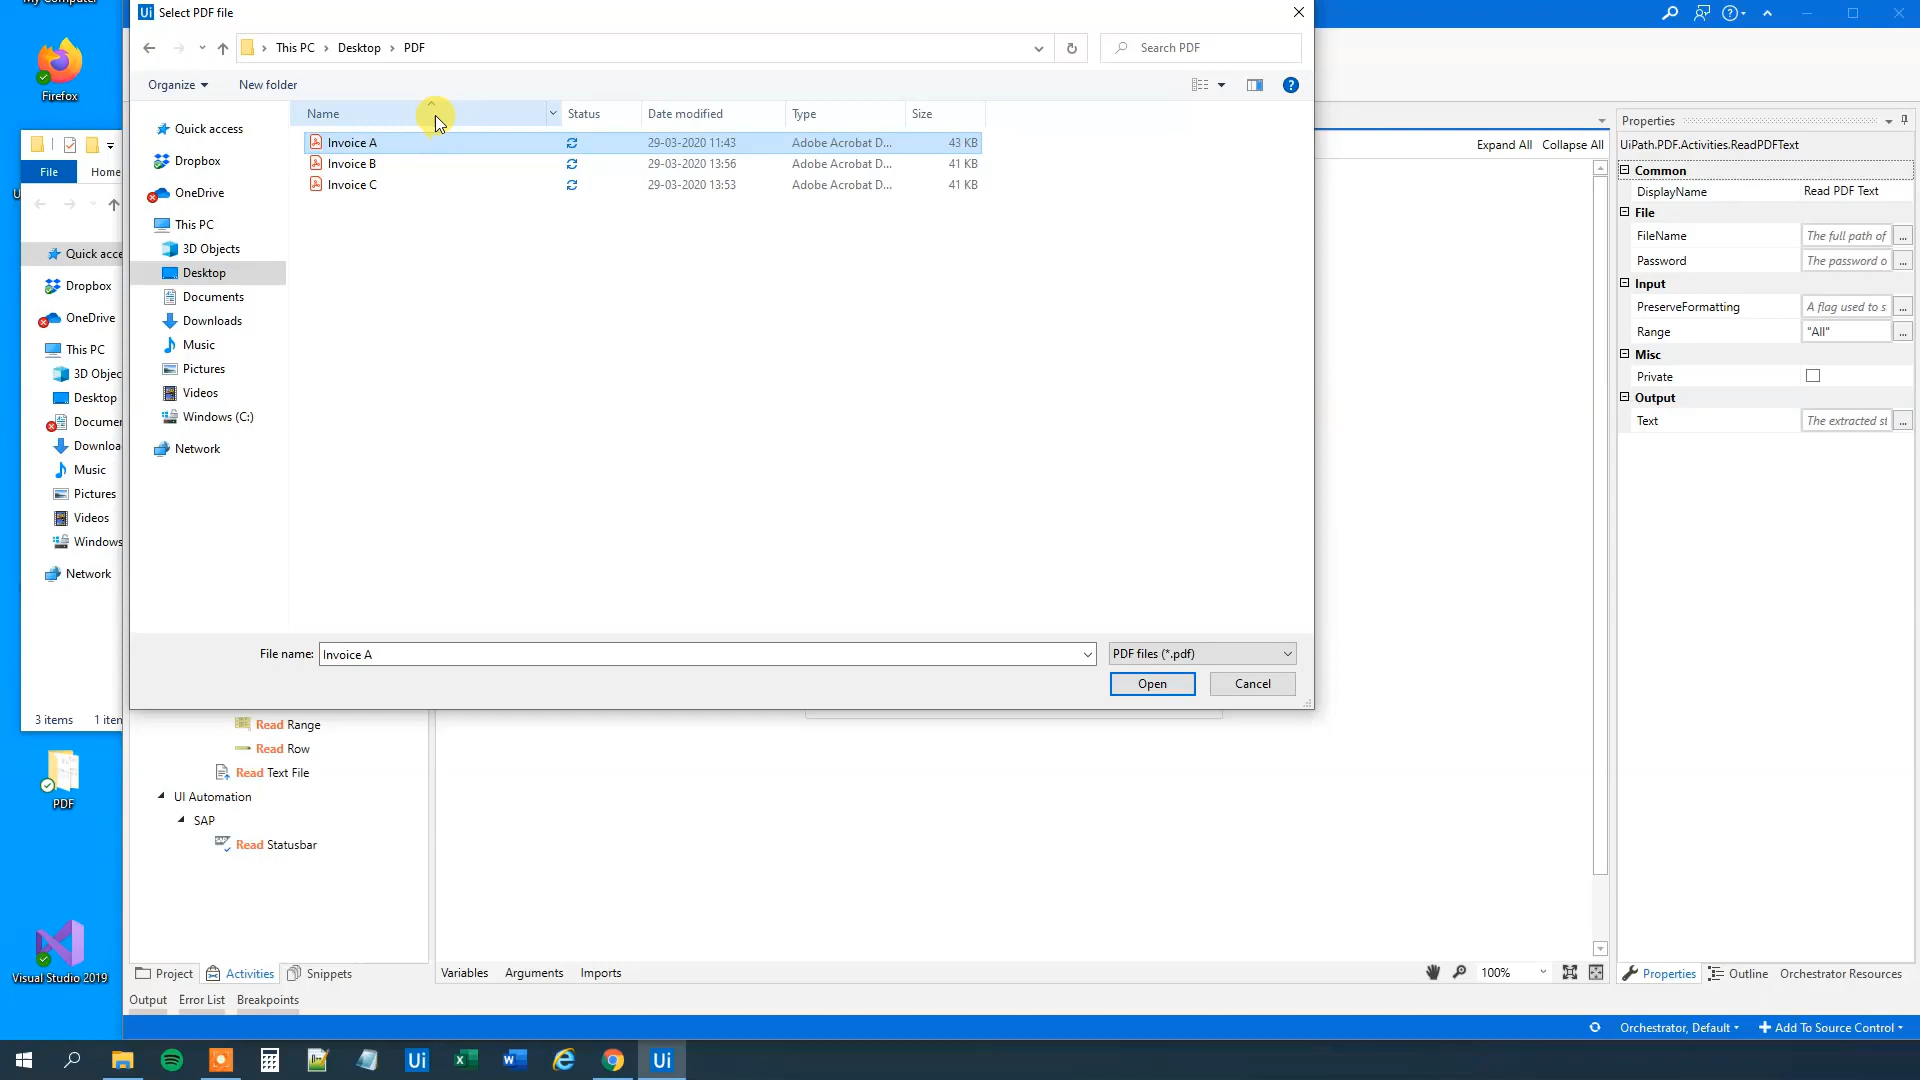 My Computer
Firefox
File
Home
Quick acce
Dropbox
OneDrive
This PC
3D Objec
Desktop
Documer
Downloa
Music
Pictures
Videos
Windows
Network
3 items 1 iten
PDF
Visual Studio 2019
Ui Select PDF file
This PC > Desktop > PDF
Search PDF
Organize
New folder
Quick access
Dropbox
OneDrive
This PC
3D Objects
Desktop
Documents
Downloads
Music
Pictures
Videos
Windows (C:)
Network
Name Status Date modified Type Size
Invoice A 29-03-2020 11:43 Adobe Acrobat D... 43 KB
Invoice B 29-03-2020 13:56 Adobe Acrobat D... 41 KB
Invoice C 29-03-2020 13:53 Adobe Acrobat D... 41 KB
File name: Invoice A
PDF files (*.pdf)
Open
Cancel
Read Range
Read Row
Read Text File
UI Automation
SAP
Read Statusbar
Project
Activities
Snippets
Output Error List Breakpoints
Variables Arguments Imports
100%
Expand All Collapse All
Properties
UiPath.PDF.Activities.ReadPDFText
Common
DisplayName Read PDF Text
File
FileName The full path of ...
Password The password o ...
Input
PreserveFormatting A flag used to s ...
Range "All" ...
Misc
Private
Output
Text The extracted st ...
Properties
Outline
Orchestrator Resources
Orchestrator, Default
Add To Source Control
Ui
Ui